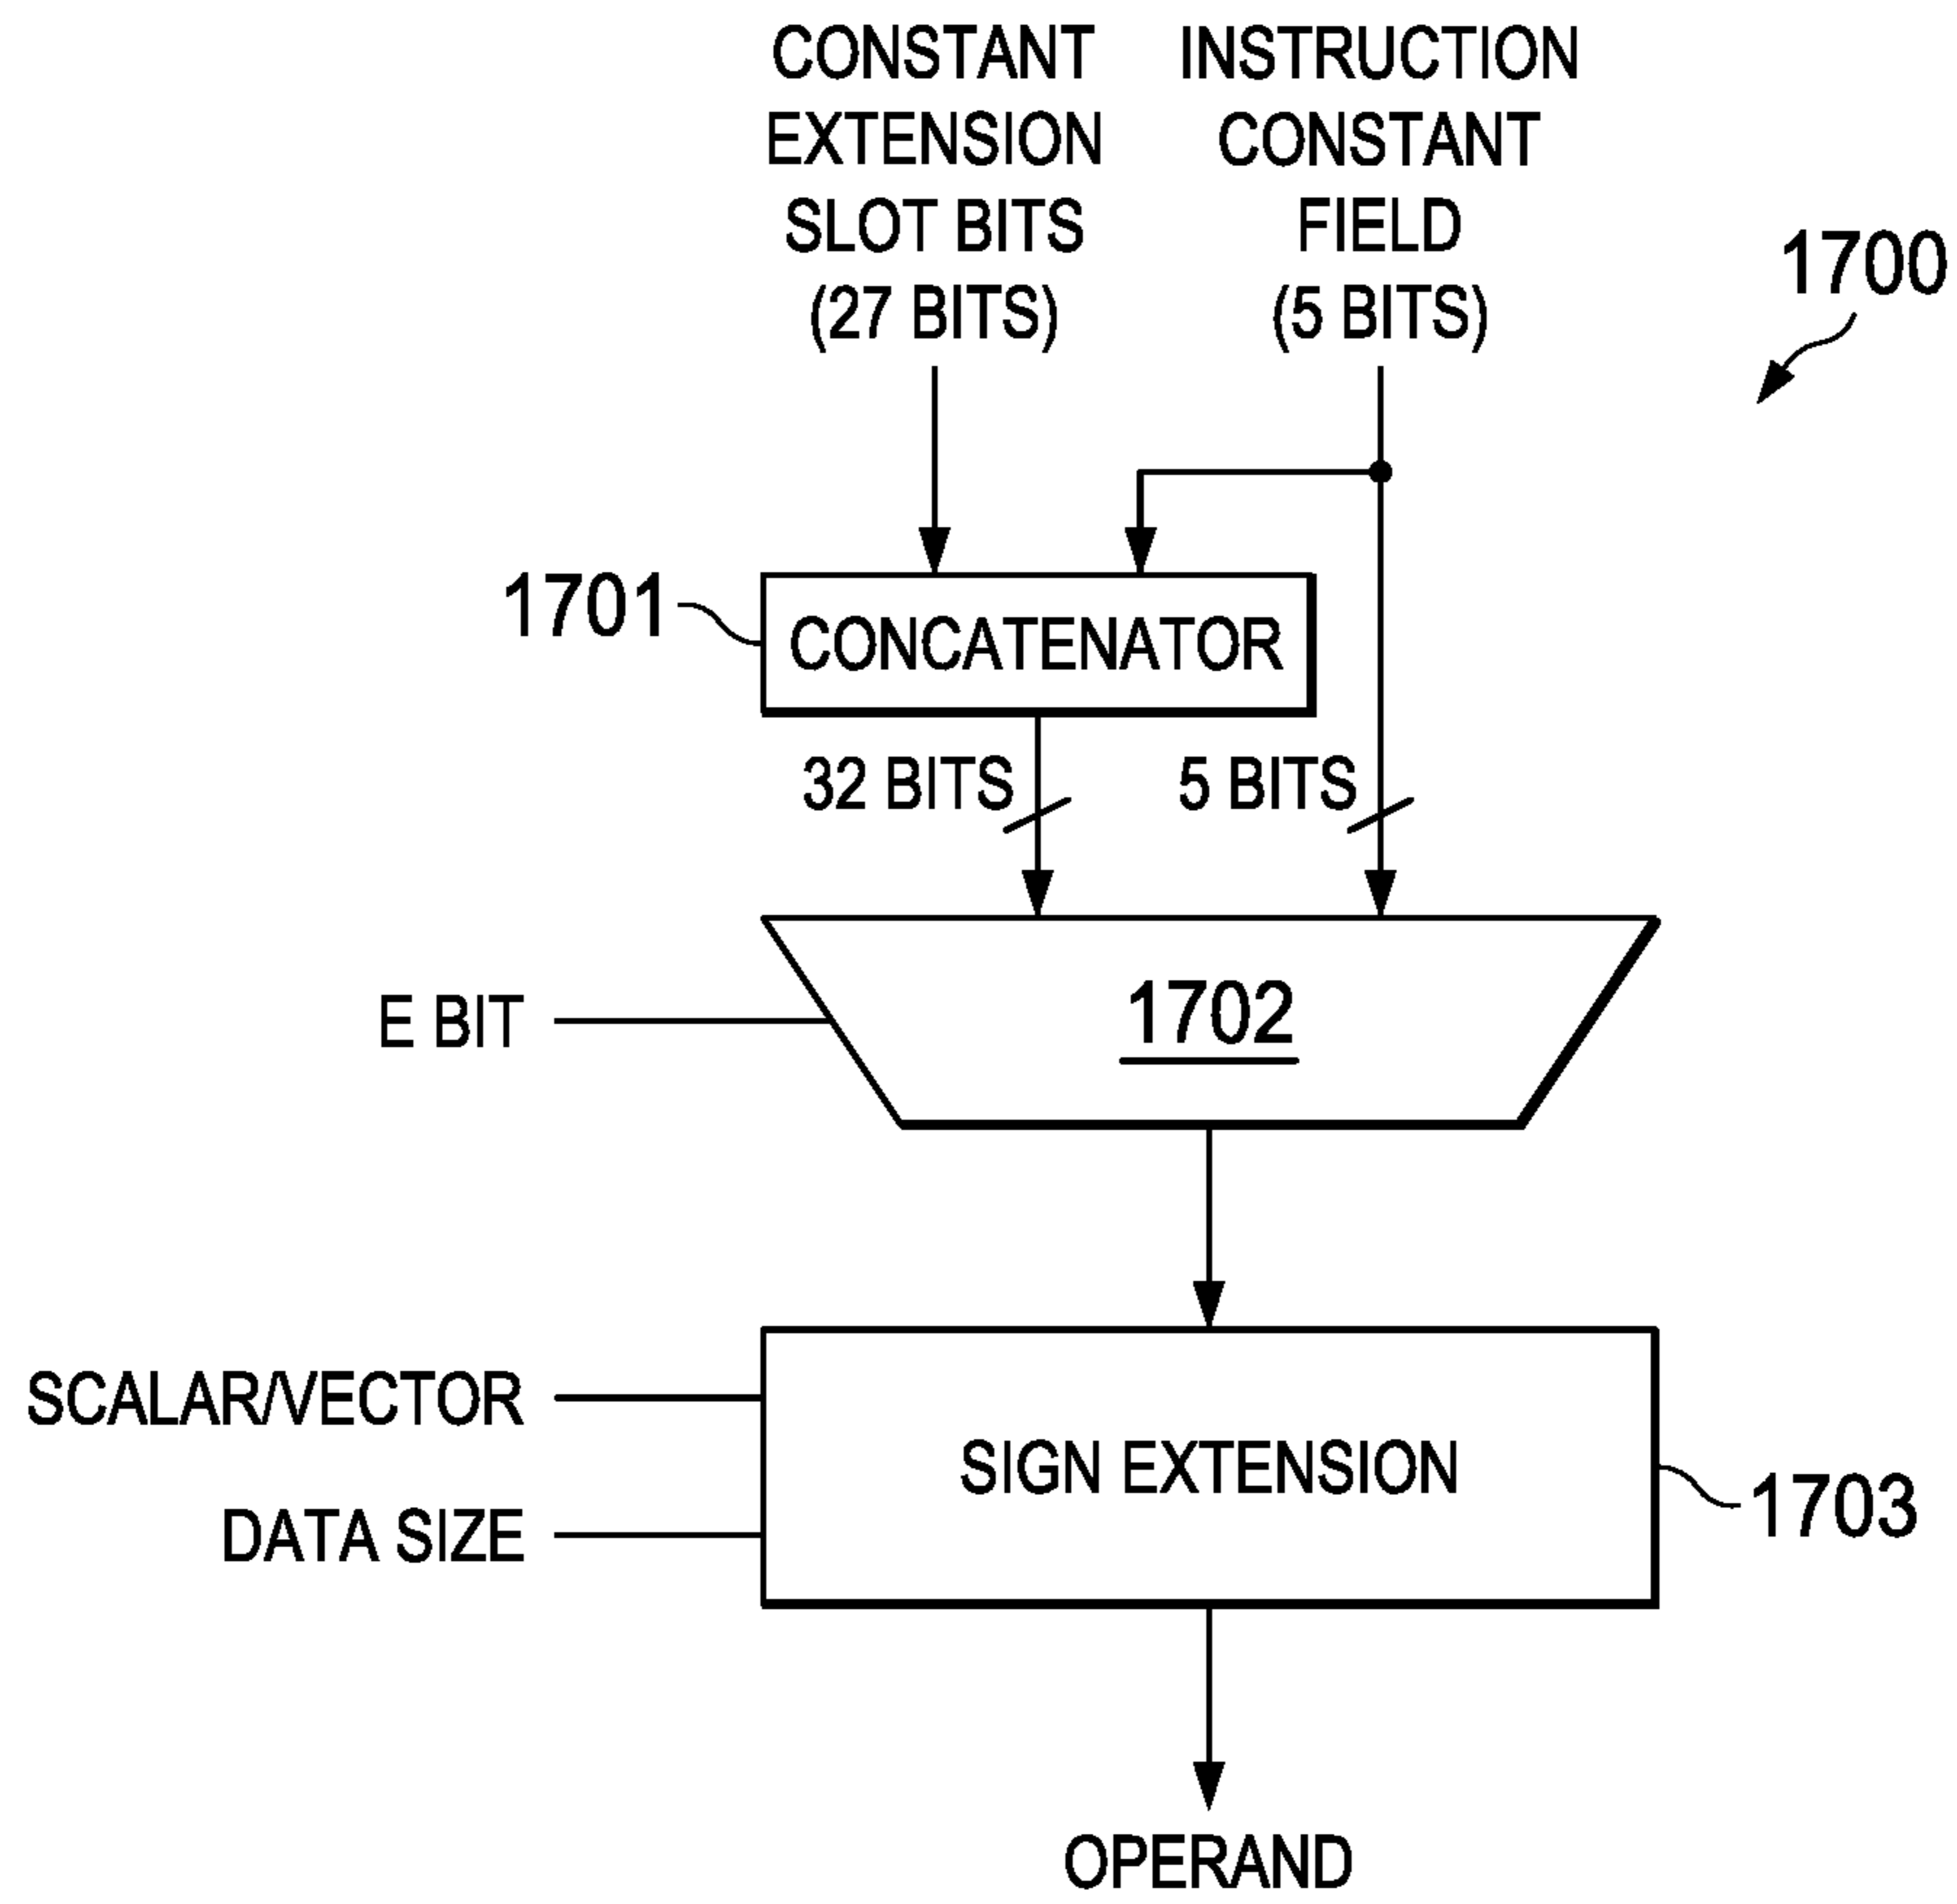 CONSTANT
EXTENSION
SLOT BITS
(27 BITS)
INSTRUCTION
CONSTANT
FIELD
(5 BITS)
1700
1701
CONCATENATOR
32 BITS
5 BITS
E BIT
1702
SCALAR/VECTOR
DATA SIZE
SIGN EXTENSION
1703
OPERAND